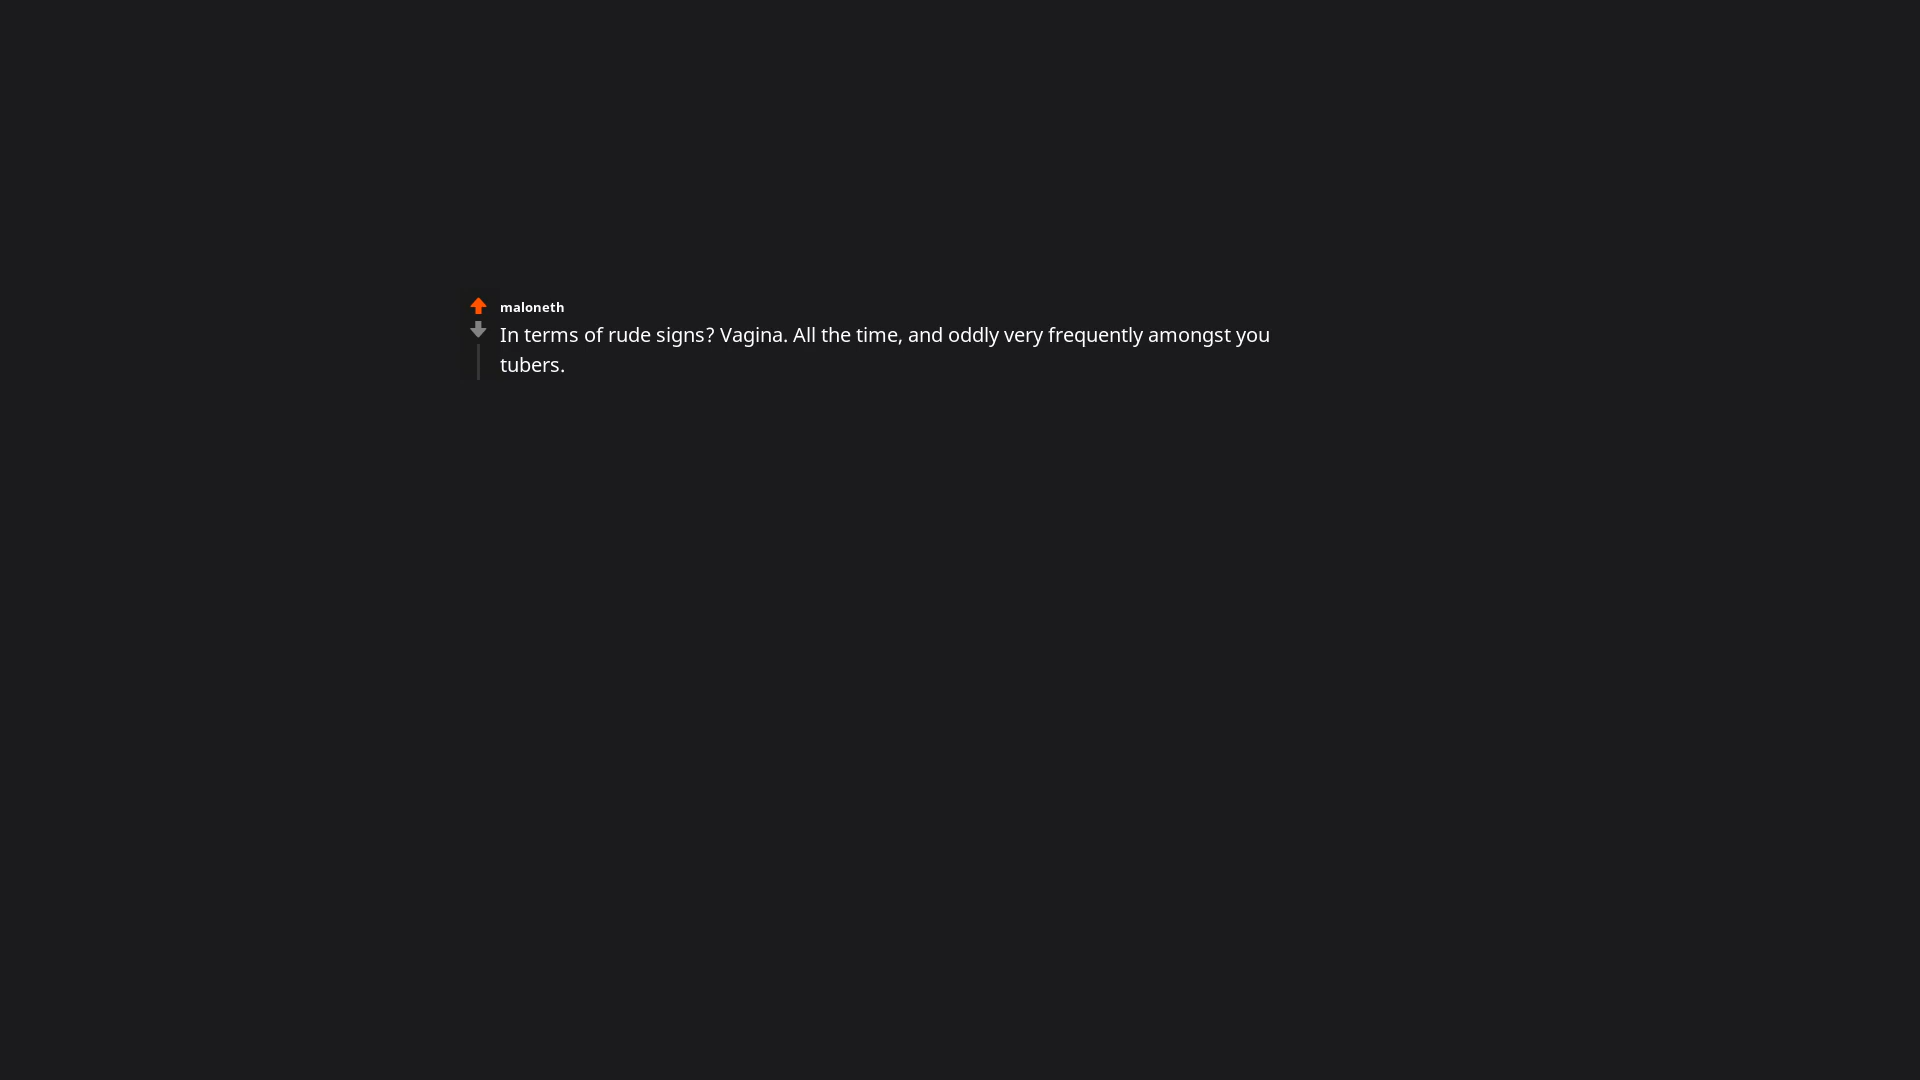 maloneth
In terms of rude signs? Vagina. All the time, and oddly very frequently amongst you
tubers.